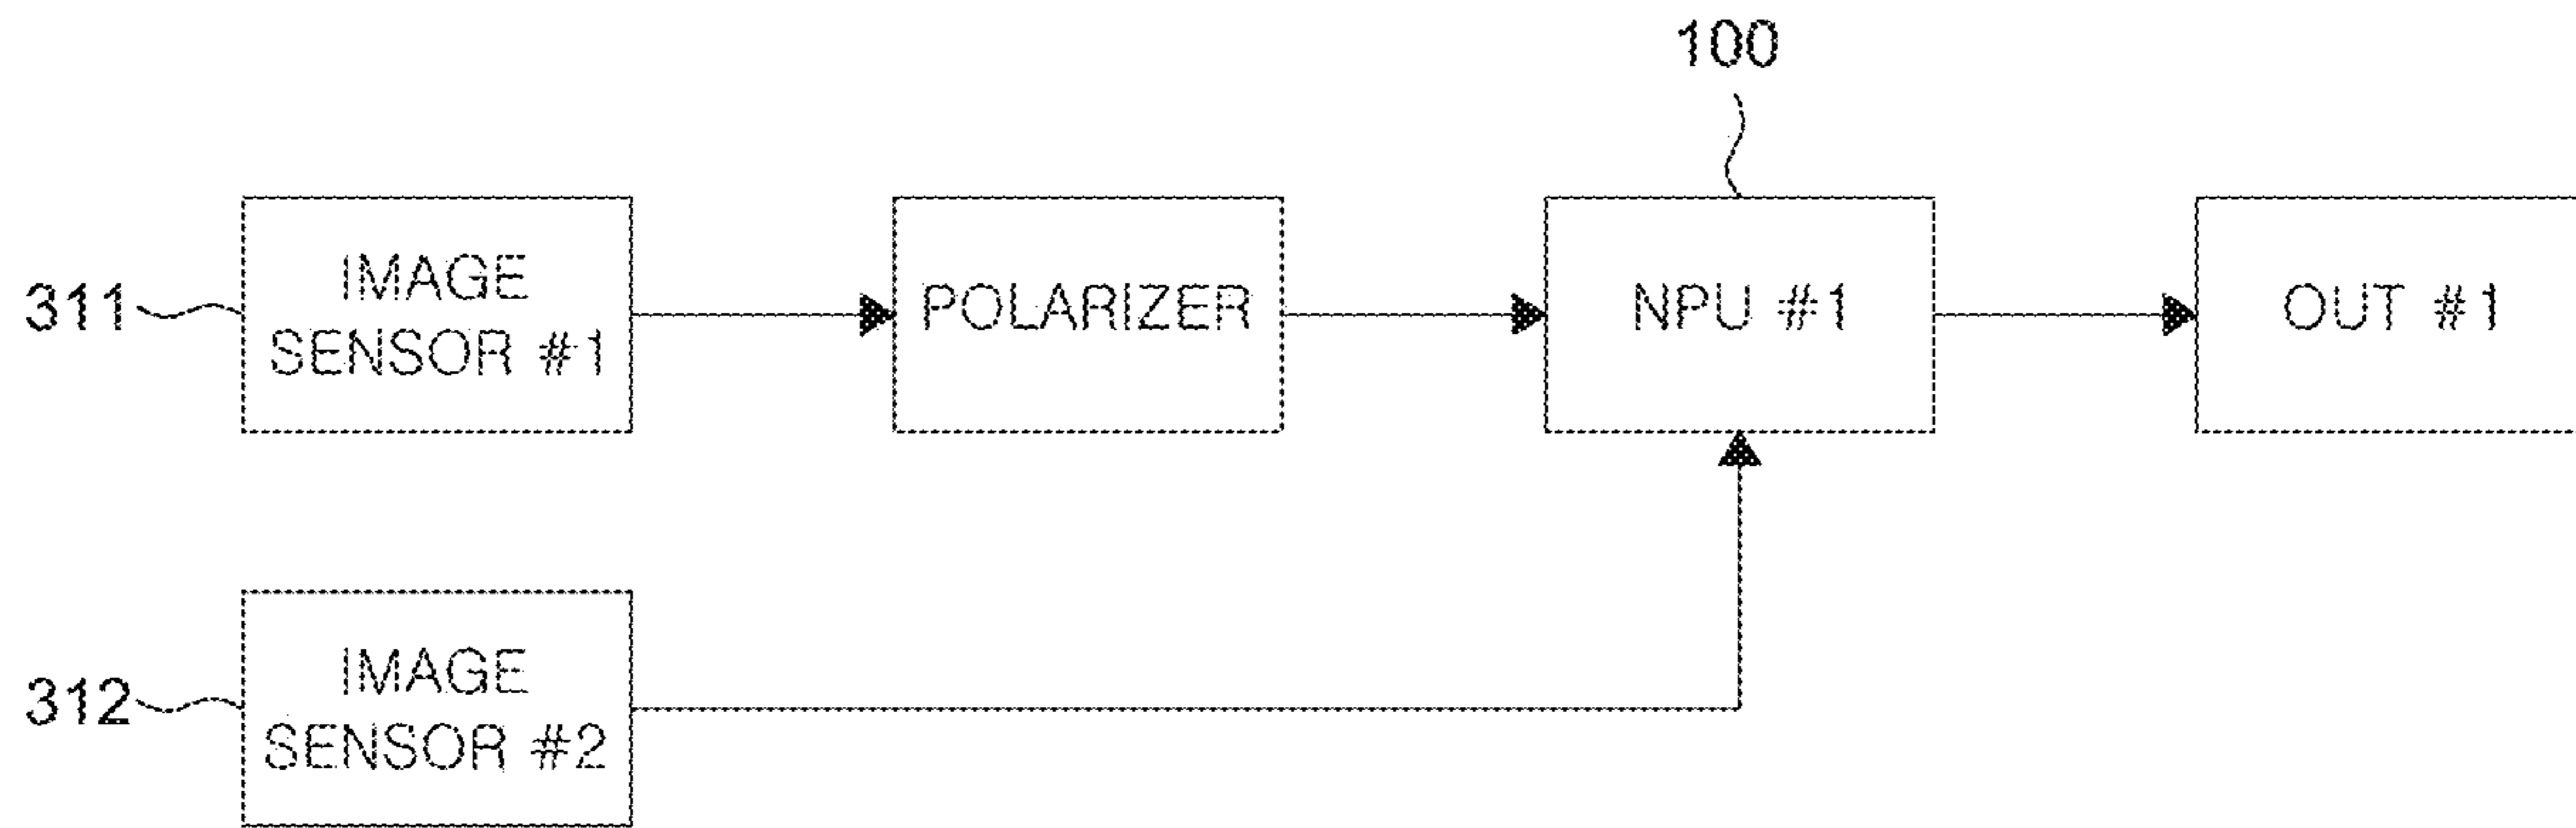 100
311
IMAGE
SENSOR #1
POLARIZER
NPU #1
OUT #1
312
IMAGE
SENSOR #2